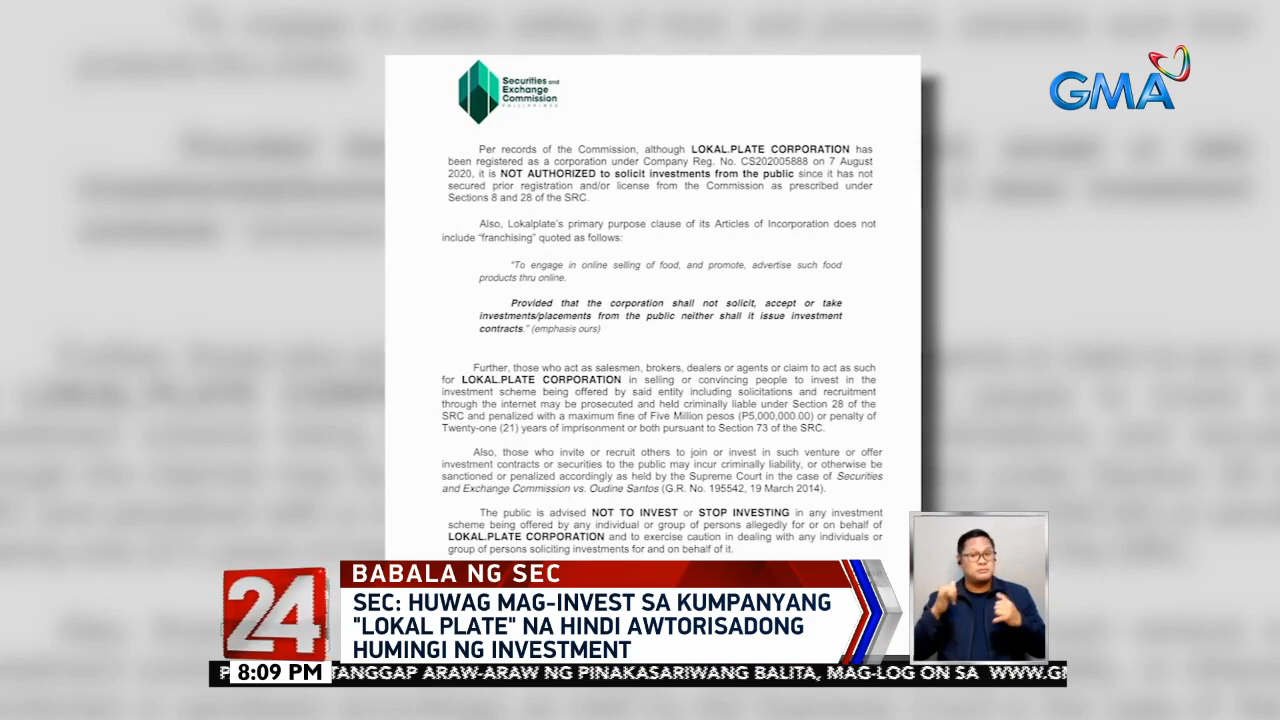 Securities and
Exchange
Commission
PHILIPPINES
GMA
Per records of the Commission, although LOKAL.PLATE CORPORATION has
been registered as a corporation under Company Reg. No. CS202005888 on 7 August
2020, it is NOT AUTHORIZED to solicit investments from the public since it has not
secured prior registration and/or license from the Commission as prescribed under
Sections 8 and 28 of the SRC.
Also, Lokalplate's primary purpose clause of its Articles of Incorporation does not
include "franchising" quoted as follows:
"To engage in online selling of food, and promote, advertise such food
products thru online.
Provided that the corporation shall not solicit, accept or take
investments/placements from the public neither shall it issue investment
contracts." (emphasis ours)
Further, those who act as salesmen, brokers, dealers or agents or claim to act as such
for LOKAL.PLATE CORPORATION in selling or convincing people to invest in the
investment scheme being offered by said entity including solicitations and recruitment
through the internet may be prosecuted and held criminally liable under Section 28 of the
SRC and penalized with a maximum fine of Five Million pesos (P5,000,000.00) or penalty of
Twenty-one (21) years of imprisonment or both pursuant to Section 73 of the SRC.
Also, those who invite or recruit others to join or invest in such venture or offer
investment contracts or securities to the public may incur criminally liability, or otherwise be
sanctioned or penalized accordingly as held by the Supreme Court in the case of Securities
and Exchange Commission vs. Oudine Santos (G.R. No. 195542, 19 March 2014).
The public is advised NOT TO INVEST or STOP INVESTING in any investment
scheme being offered by any individual or group of persons allegedly for or on behalf of
LOKAL.PLATE CORPORATION and to exercise caution in dealing with any individuals or
group of persons soliciting investments for and on behalf of it.
24
BABALA NG SEC
SEC: HUWAG MAG-INVEST SA KUMPANYANG
"LOKAL PLATE" NA HINDI AWTORISADONG
HUMINGI NG INVESTMENT
8:09 PM
TANGGAP ARAW-ARAW NG PINAKASARIWANG BALITA, MAG-LOG ON SA WWW.G